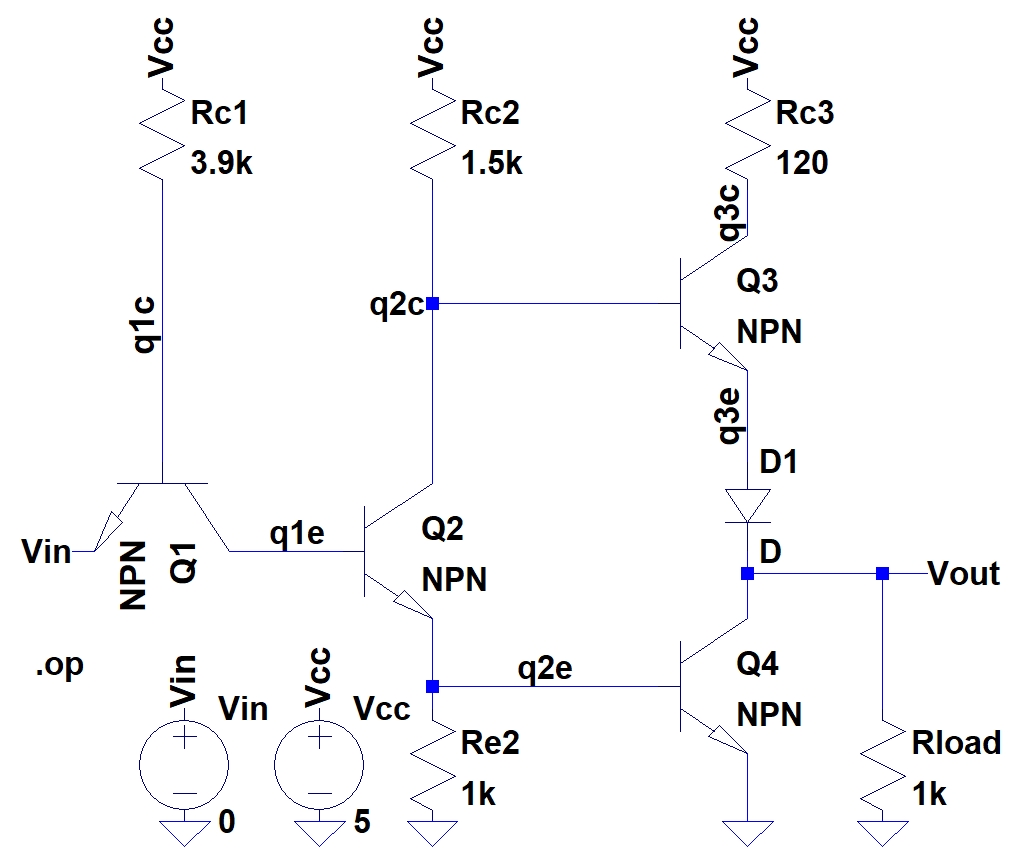 Vcc
Vcc
Vcc
Rc1
3.9k
Rc2
1.5k
Rc3
120
q3c
q1c
q2c
Q3
NPN
q3e
D1
D
Vin
NPN
Q1
q1e
Q2
NPN
Vout
.op
q2e
Q4
NPN
Vin
Vin
0
Vcc
Vcc
5
Re2
1k
Rload
1k